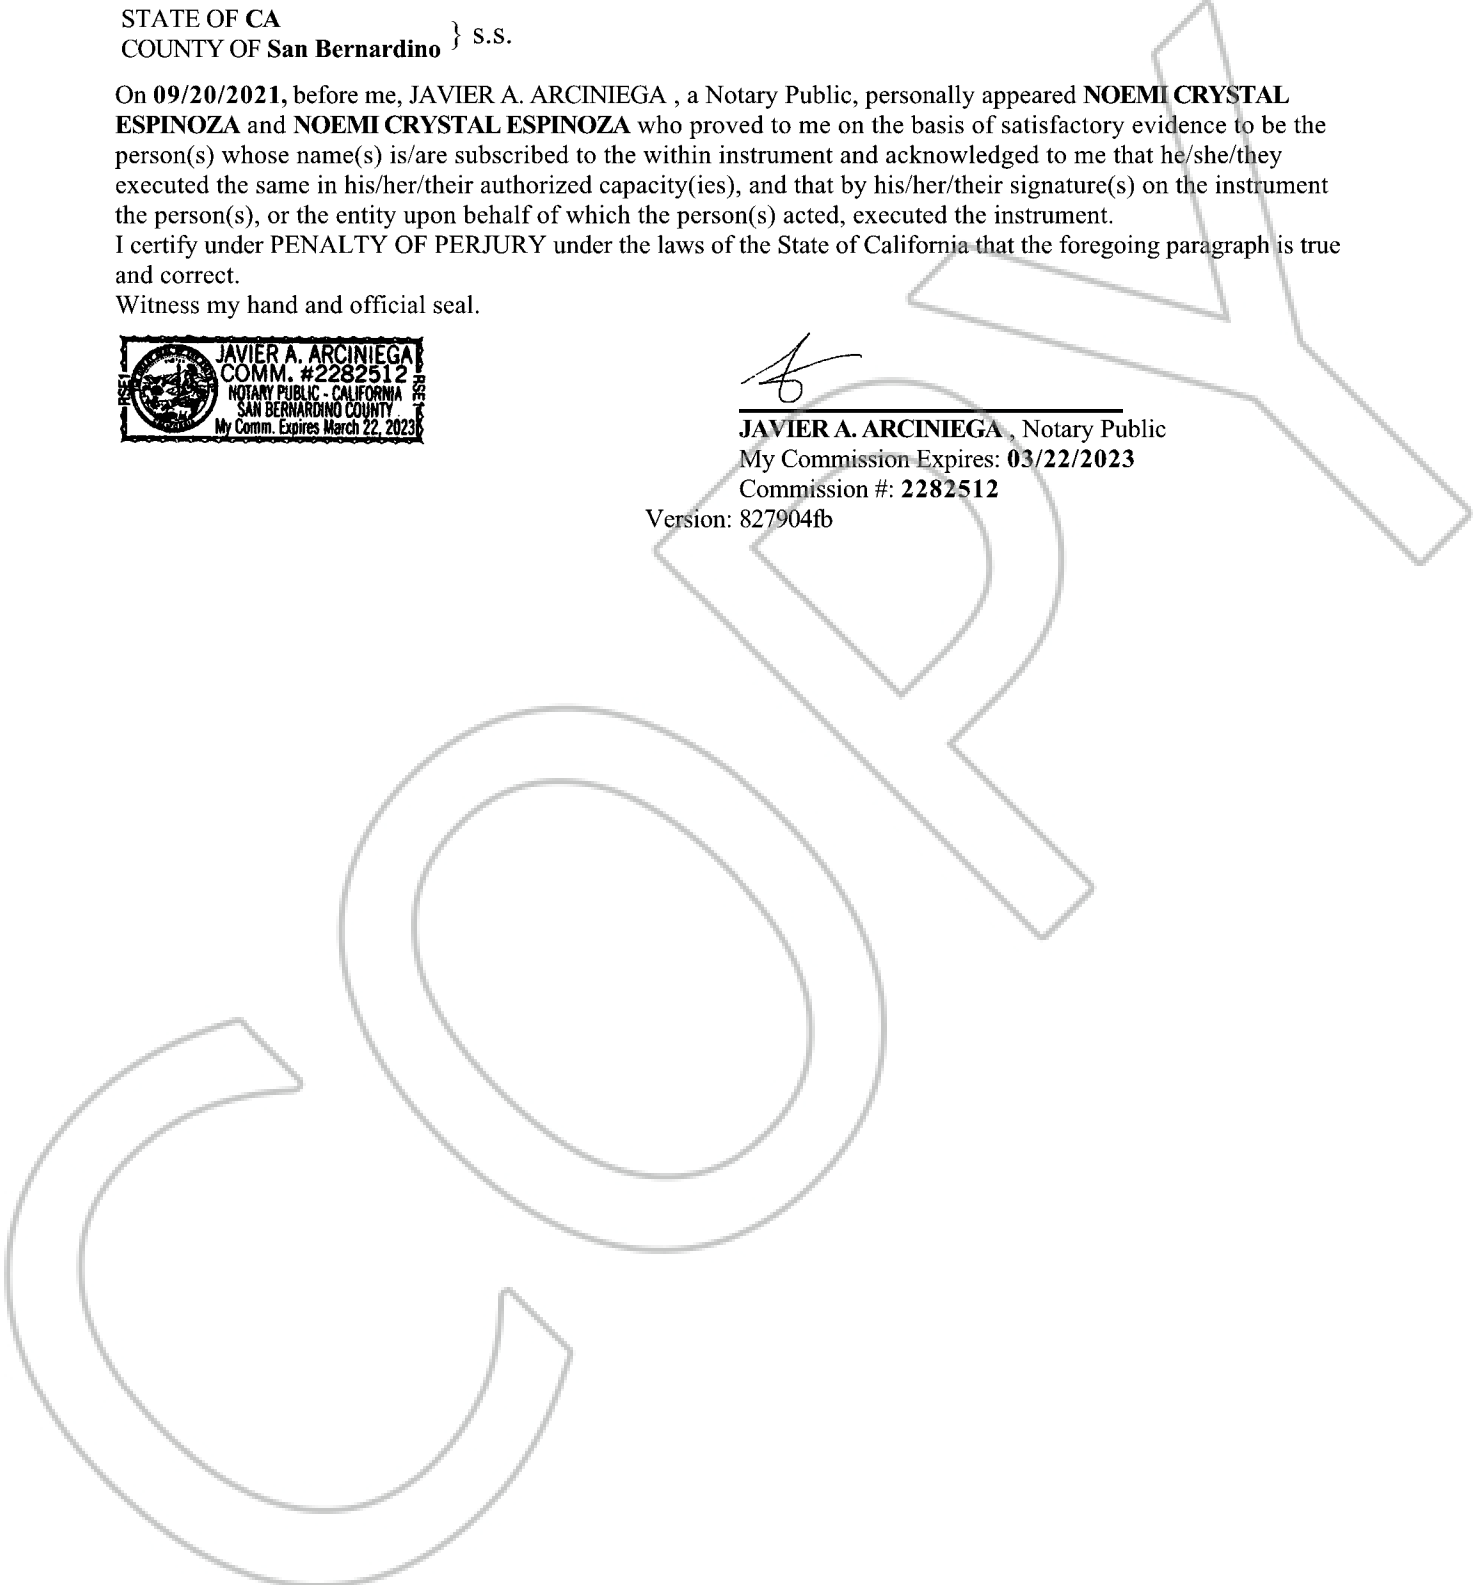 STATE OF CA
COUNTY OF San Bernardino } s.s.
On 09/20/2021, before me, JAVIER A. ARCINIEGA , a Notary Public, personally appeared NOEMI CRYSTAL
ESPINOZA and NOEMI CRYSTAL ESPINOZA who proved to me on the basis of satisfactory evidence to be the
person(s) whose name(s) is/are subscribed to the within instrument and acknowledged to me that he/she/they
executed the same in his/her/their authorized capacity(ies), and that by his/her/their signature(s) on the instrument
the person(s), or the entity upon behalf of which the person(s) acted, executed the instrument.
I certify under PENALTY OF PERJURY under the laws of the State of California that the foregoing paragraph is true
and correct.
Witness my hand and official seal.
RSE1
JAVIER A. ARCINIEGA
COMM. #2282512
NOTARY PUBLIC - CALIFORNIA
SAN BERNARDINO COUNTY
My Comm. Expires March 22, 2023
RSE1
JAVIER A. ARCINIEGA , Notary Public
My Commission Expires: 03/22/2023
Commission #: 2282512
Version: 827904fb
COPY